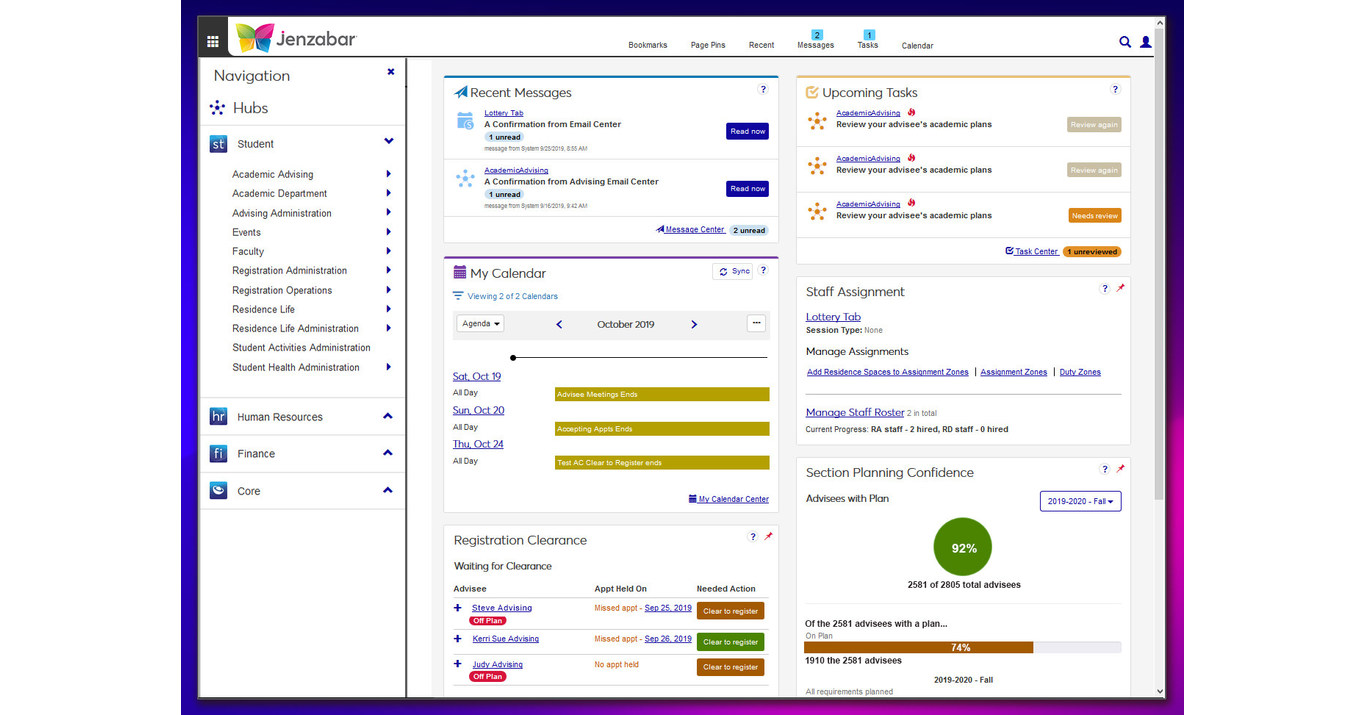 jenzabar
Bookmarks
Page Pins
Recent
2
Messages
1
Tasks
Calendar
Navigation
Hubs
st Student
Academic Advising
Academic Department
Advising Administration
Events
Faculty
Registration Administration
Registration Operations
Residence Life
Residence Life Administration
Student Activities Administration
Student Health Administration
hr Human Resources
fi Finance
Core
Recent Messages ?
Lottery Tab
A Confirmation from Email Center
1 unread
message from System 9/25/2019, 8:55 AM
Read now
AcademicAdvising
A Confirmation from Advising Email Center
1 unread
message from System 9/16/2019, 9:42 AM
Read now
Message Center 2 unread
My Calendar Sync ?
Viewing 2 of 2 Calendars
Agenda < October 2019 > ...
Sat, Oct 19
All Day Advisee Meetings Ends
Sun, Oct 20
All Day Accepting Appts Ends
Thu, Oct 24
All Day Test AC Clear to Register ends
My Calendar Center
Registration Clearance ?
Waiting for Clearance
Advisee Appt Held On Needed Action
+ Steve Advising Missed appt - Sep 25, 2019 Clear to register
Off Plan
+ Kerri Sue Advising Missed appt - Sep 26, 2019 Clear to register
+ Judy Advising No appt held Clear to register
Off Plan
Upcoming Tasks ?
AcademicAdvising
Review your advisee's academic plans
Review again
AcademicAdvising
Review your advisee's academic plans
Review again
AcademicAdvising
Review your advisee's academic plans
Needs review
Task Center 1 unreviewed
Staff Assignment ?
Lottery Tab
Session Type: None
Manage Assignments
Add Residence Spaces to Assignment Zones | Assignment Zones | Duty Zones
Manage Staff Roster 2 in total
Current Progress: RA staff - 2 hired, RD staff - 0 hired
Section Planning Confidence ?
Advisees with Plan 2019-2020 - Fall
92%
2581 of 2805 total advisees
Of the 2581 advisees with a plan...
On Plan
74%
1910 the 2581 advisees
2019-2020 - Fall
All requirements planned